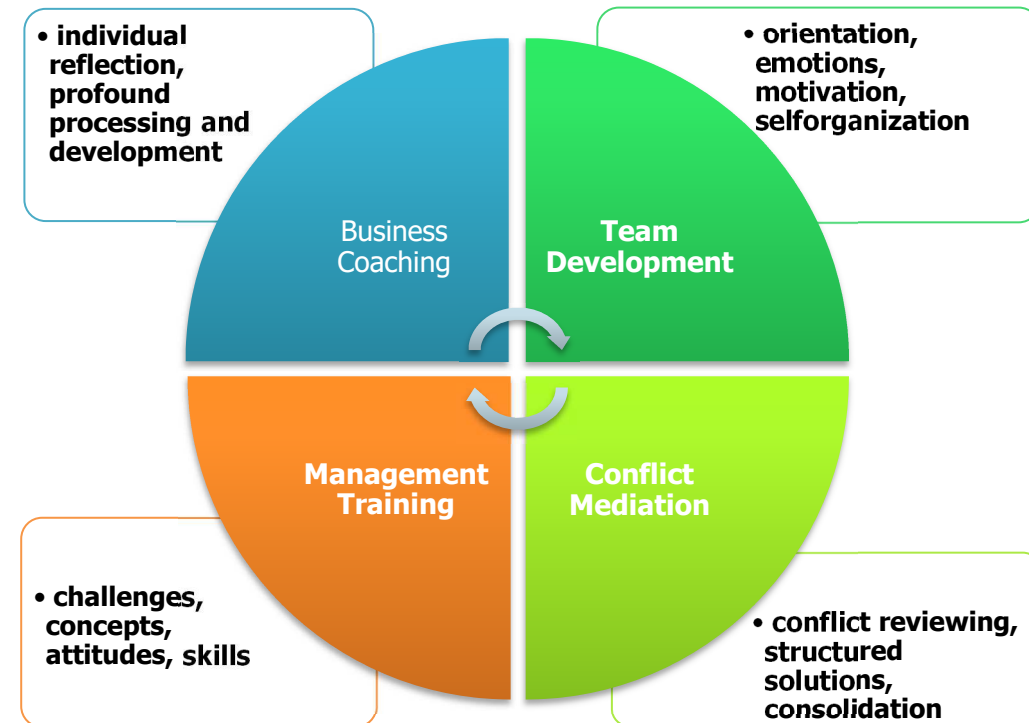 • individual
reflection,
profound
processing and
development
• orientation,
emotions,
motivation,
selforganization
Business
Coaching
Team
Development
Management
Training
Conflict
Mediation
• challenges,
concepts,
attitudes, skills
• conflict reviewing,
structured
solutions,
consolidation